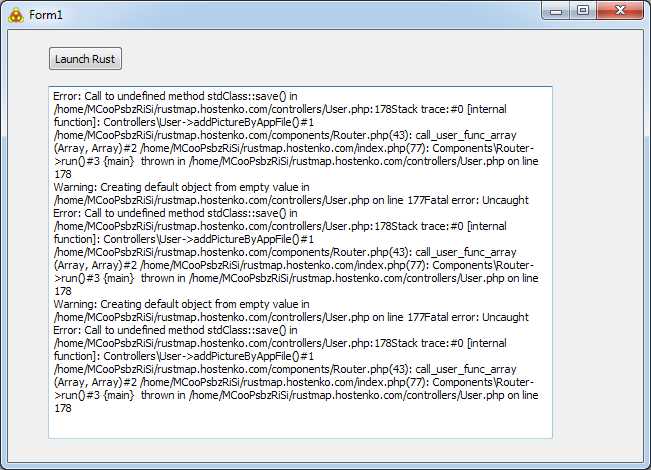 Form1
Launch Rust
Error: Call to undefined method stdClass::save() in
/home/MCooPsbzRiSi/rustmap.hostenko.com/controllers/User.php:178Stack trace:#0 [internal
function]: Controllers\User->addPictureByAppFile()#1
/home/MCooPsbzRiSi/rustmap.hostenko.com/components/Router.php(43): call_user_func_array
(Array, Array)#2 /home/MCooPsbzRiSi/rustmap.hostenko.com/index.php(77): Components\Router-
>run()#3 {main}  thrown in /home/MCooPsbzRiSi/rustmap.hostenko.com/controllers/User.php on line
178
Warning: Creating default object from empty value in
/home/MCooPsbzRiSi/rustmap.hostenko.com/controllers/User.php on line 177Fatal error: Uncaught
Error: Call to undefined method stdClass::save() in
/home/MCooPsbzRiSi/rustmap.hostenko.com/controllers/User.php:178Stack trace:#0 [internal
function]: Controllers\User->addPictureByAppFile()#1
/home/MCooPsbzRiSi/rustmap.hostenko.com/components/Router.php(43): call_user_func_array
(Array, Array)#2 /home/MCooPsbzRiSi/rustmap.hostenko.com/index.php(77): Components\Router-
>run()#3 {main}  thrown in /home/MCooPsbzRiSi/rustmap.hostenko.com/controllers/User.php on line
178
Warning: Creating default object from empty value in
/home/MCooPsbzRiSi/rustmap.hostenko.com/controllers/User.php on line 177Fatal error: Uncaught
Error: Call to undefined method stdClass::save() in
/home/MCooPsbzRiSi/rustmap.hostenko.com/controllers/User.php:178Stack trace:#0 [internal
function]: Controllers\User->addPictureByAppFile()#1
/home/MCooPsbzRiSi/rustmap.hostenko.com/components/Router.php(43): call_user_func_array
(Array, Array)#2 /home/MCooPsbzRiSi/rustmap.hostenko.com/index.php(77): Components\Router-
>run()#3 {main}  thrown in /home/MCooPsbzRiSi/rustmap.hostenko.com/controllers/User.php on line
178